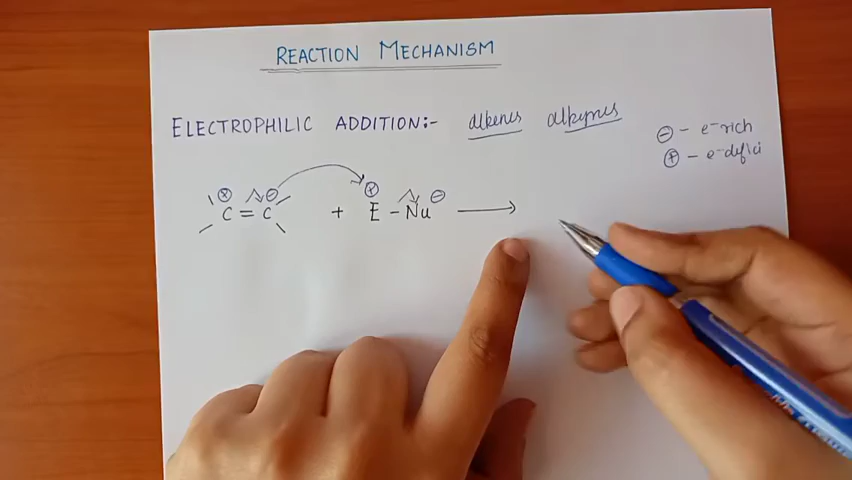 REACTION MECHANISM
ELECTROPHILIC ADDITION:- alkenes alkynes
⊖ - e⁻rich
⊕ - e⁻defici
⊕ ⊖ ⊕ ⊖
C = C + E - Nu ⟶